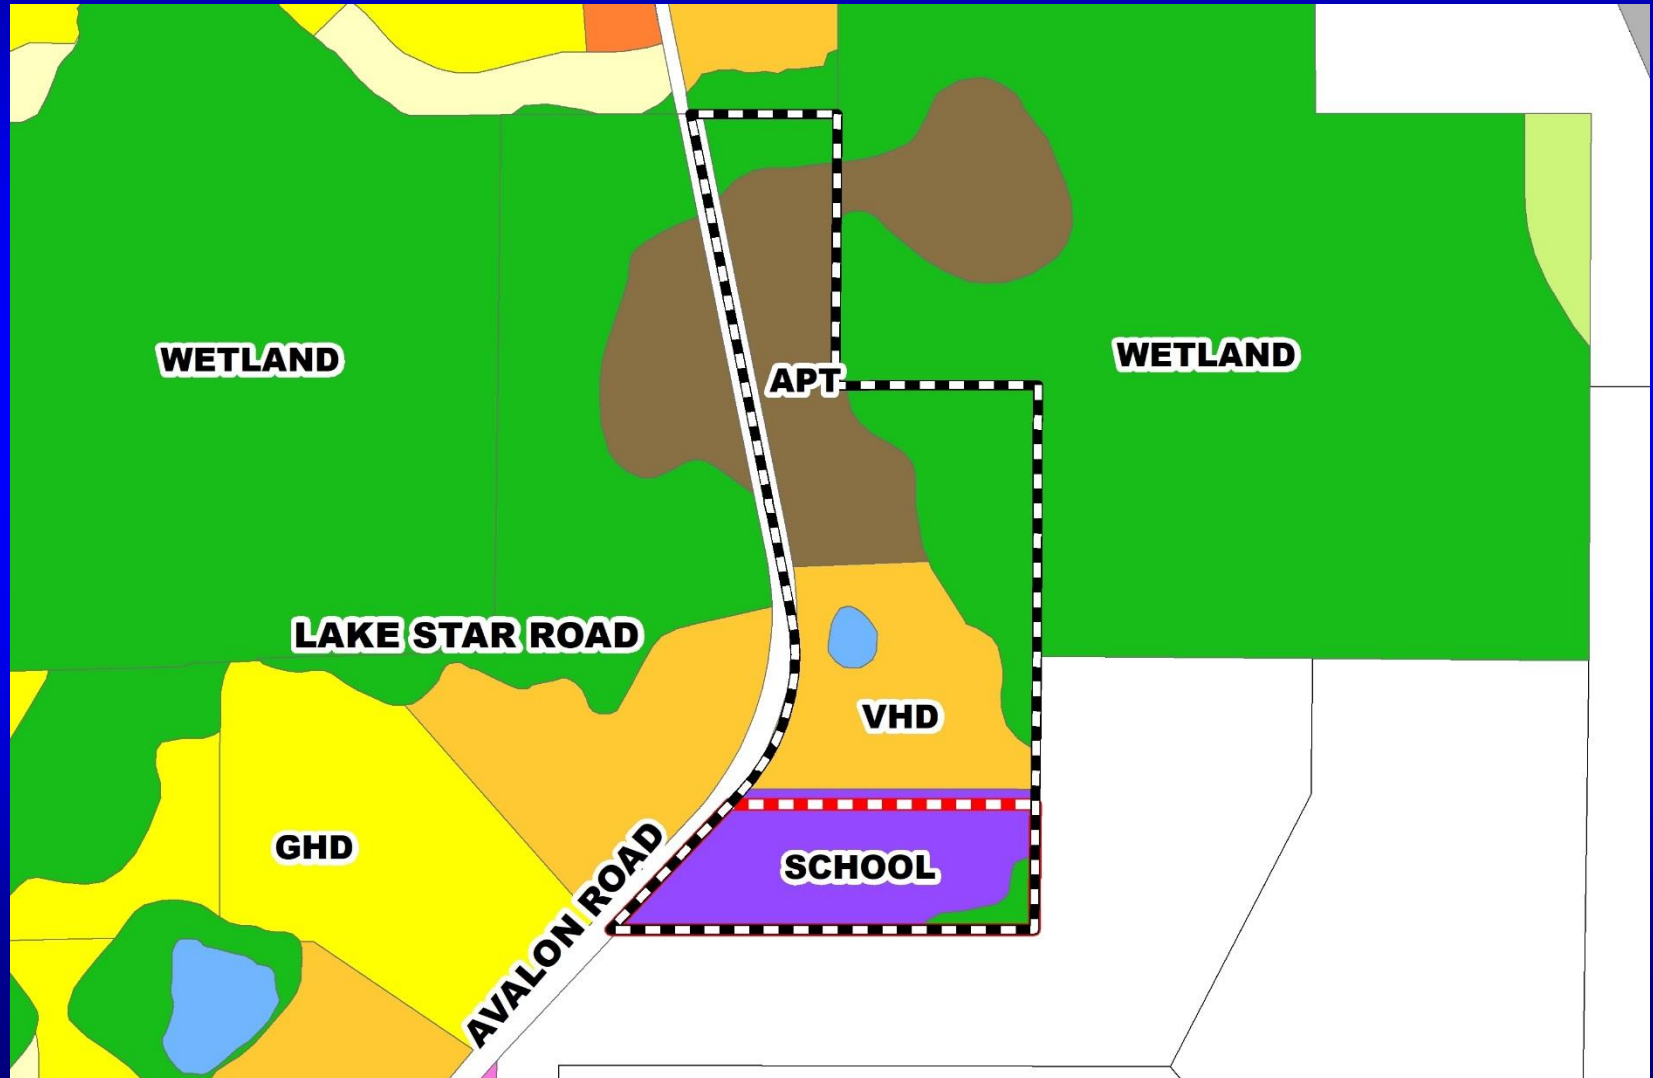 WETLAND
WETLAND
APT
LAKE STAR ROAD
VHD
GHD
SCHOOL
AVALON ROAD